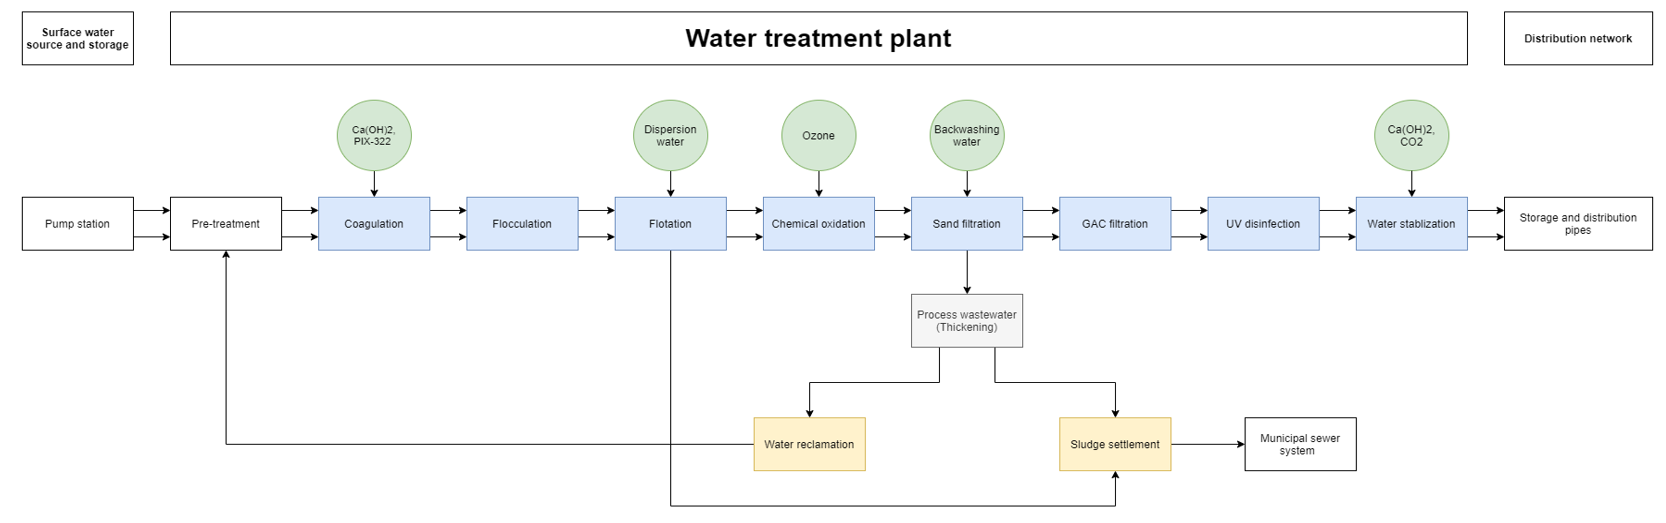 Surface water
source and storage
Water treatment plant
Distribution network
Ca(OH)2,
PIX-322
Dispersion
water
Ozone
Backwashing
water
Ca(OH)2,
CO2
Pump station
Pre-treatment
Coagulation
Flocculation
Flotation
Chemical oxidation
Sand filtration
GAC filtration
UV disinfection
Water stablization
Storage and distribution
pipes
Process wastewater
(Thickening)
Water reclamation
Sludge settlement
Municipal sewer
system